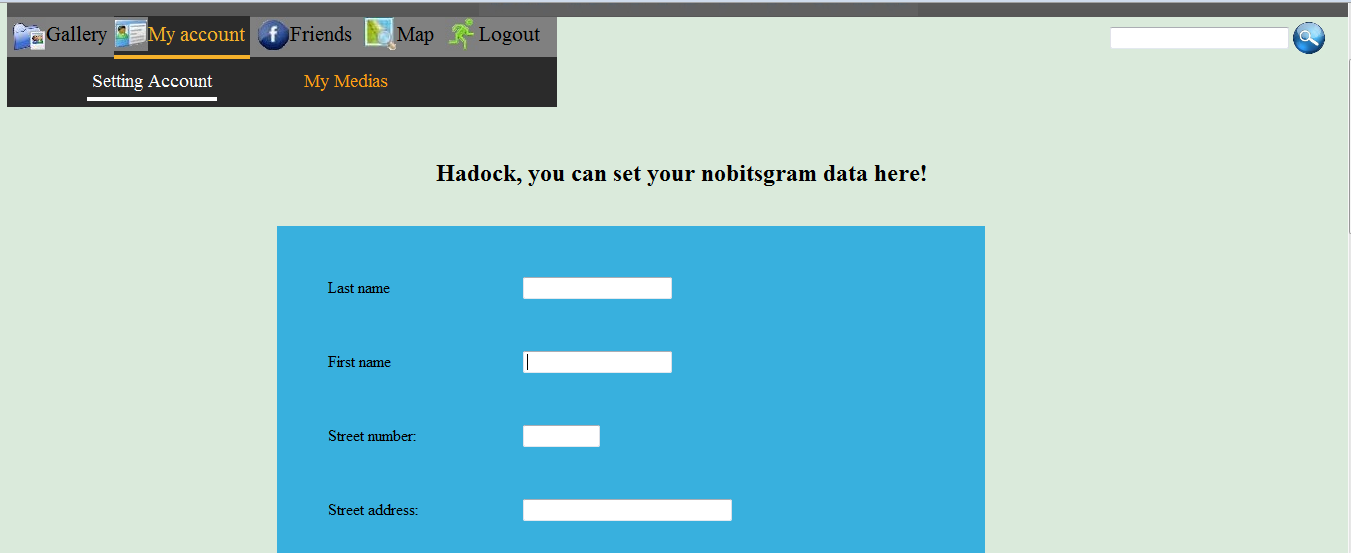 Gallery My account Friends Map Logout
Setting Account My Medias
Hadock, you can set your nobitsgram data here!
Last name
First name
Street number:
Street address: